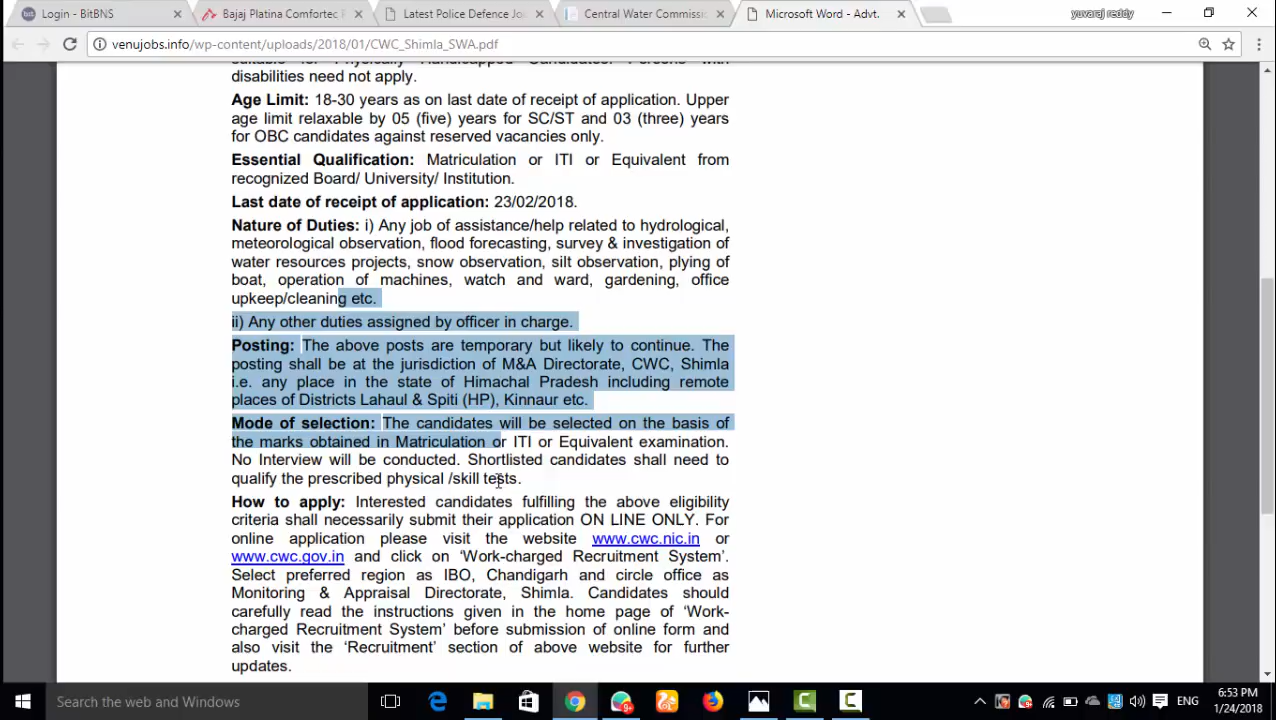 Login - BitBNS
Bajaj Platina Comfortec
Latest Police Defence Jo
Central Water Commissi
Microsoft Word - Advt.
yuvaraj reddy
venujobs.info/wp-content/uploads/2018/01/CWC_Shimla_SWA.pdf
suitable for Physically Handicapped Candidates. Persons with
disabilities need not apply.
Age Limit: 18-30 years as on last date of receipt of application. Upper
age limit relaxable by 05 (five) years for SC/ST and 03 (three) years
for OBC candidates against reserved vacancies only.
Essential Qualification: Matriculation or ITI or Equivalent from
recognized Board/ University/ Institution.
Last date of receipt of application: 23/02/2018.
Nature of Duties: i) Any job of assistance/help related to hydrological,
meteorological observation, flood forecasting, survey & investigation of
water resources projects, snow observation, silt observation, plying of
boat, operation of machines, watch and ward, gardening, office
upkeep/cleaning etc.
ii) Any other duties assigned by officer in charge.
Posting: The above posts are temporary but likely to continue. The
posting shall be at the jurisdiction of M&A Directorate, CWC, Shimla
i.e. any place in the state of Himachal Pradesh including remote
places of Districts Lahaul & Spiti (HP), Kinnaur etc.
Mode of selection: The candidates will be selected on the basis of
the marks obtained in Matriculation or ITI or Equivalent examination.
No Interview will be conducted. Shortlisted candidates shall need to
qualify the prescribed physical /skill tests.
How to apply: Interested candidates fulfilling the above eligibility
criteria shall necessarily submit their application ON LINE ONLY. For
online application please visit the website www.cwc.nic.in or
www.cwc.gov.in and click on ‘Work-charged Recruitment System’.
Select preferred region as IBO, Chandigarh and circle office as
Monitoring & Appraisal Directorate, Shimla. Candidates should
carefully read the instructions given in the home page of ‘Work-
charged Recruitment System’ before submission of online form and
also visit the ‘Recruitment’ section of above website for further
updates.
Search the web and Windows
ENG
6:53 PM
1/24/2018